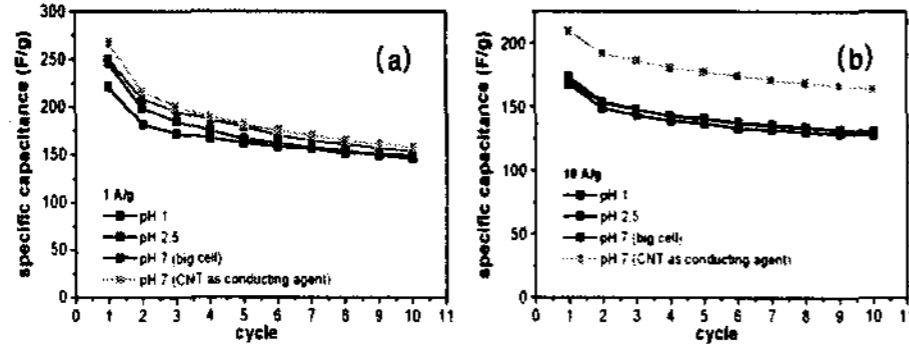 (a)
specific capacitance (F/g)
300
250
200
150
100
50
0
1 A/g
pH 1
pH 2.5
pH 7 (big cell)
pH 7 (CNT as conducting agent)
0 1 2 3 4 5 6 7 8 9 10 11
cycle
(b)
specific capacitance (F/g)
200
150
100
50
0
10 A/g
pH 1
pH 2.5
pH 7 (big cell)
pH 7 (CNT as conducting agent)
0 1 2 3 4 5 6 7 8 9 10 11
cycle